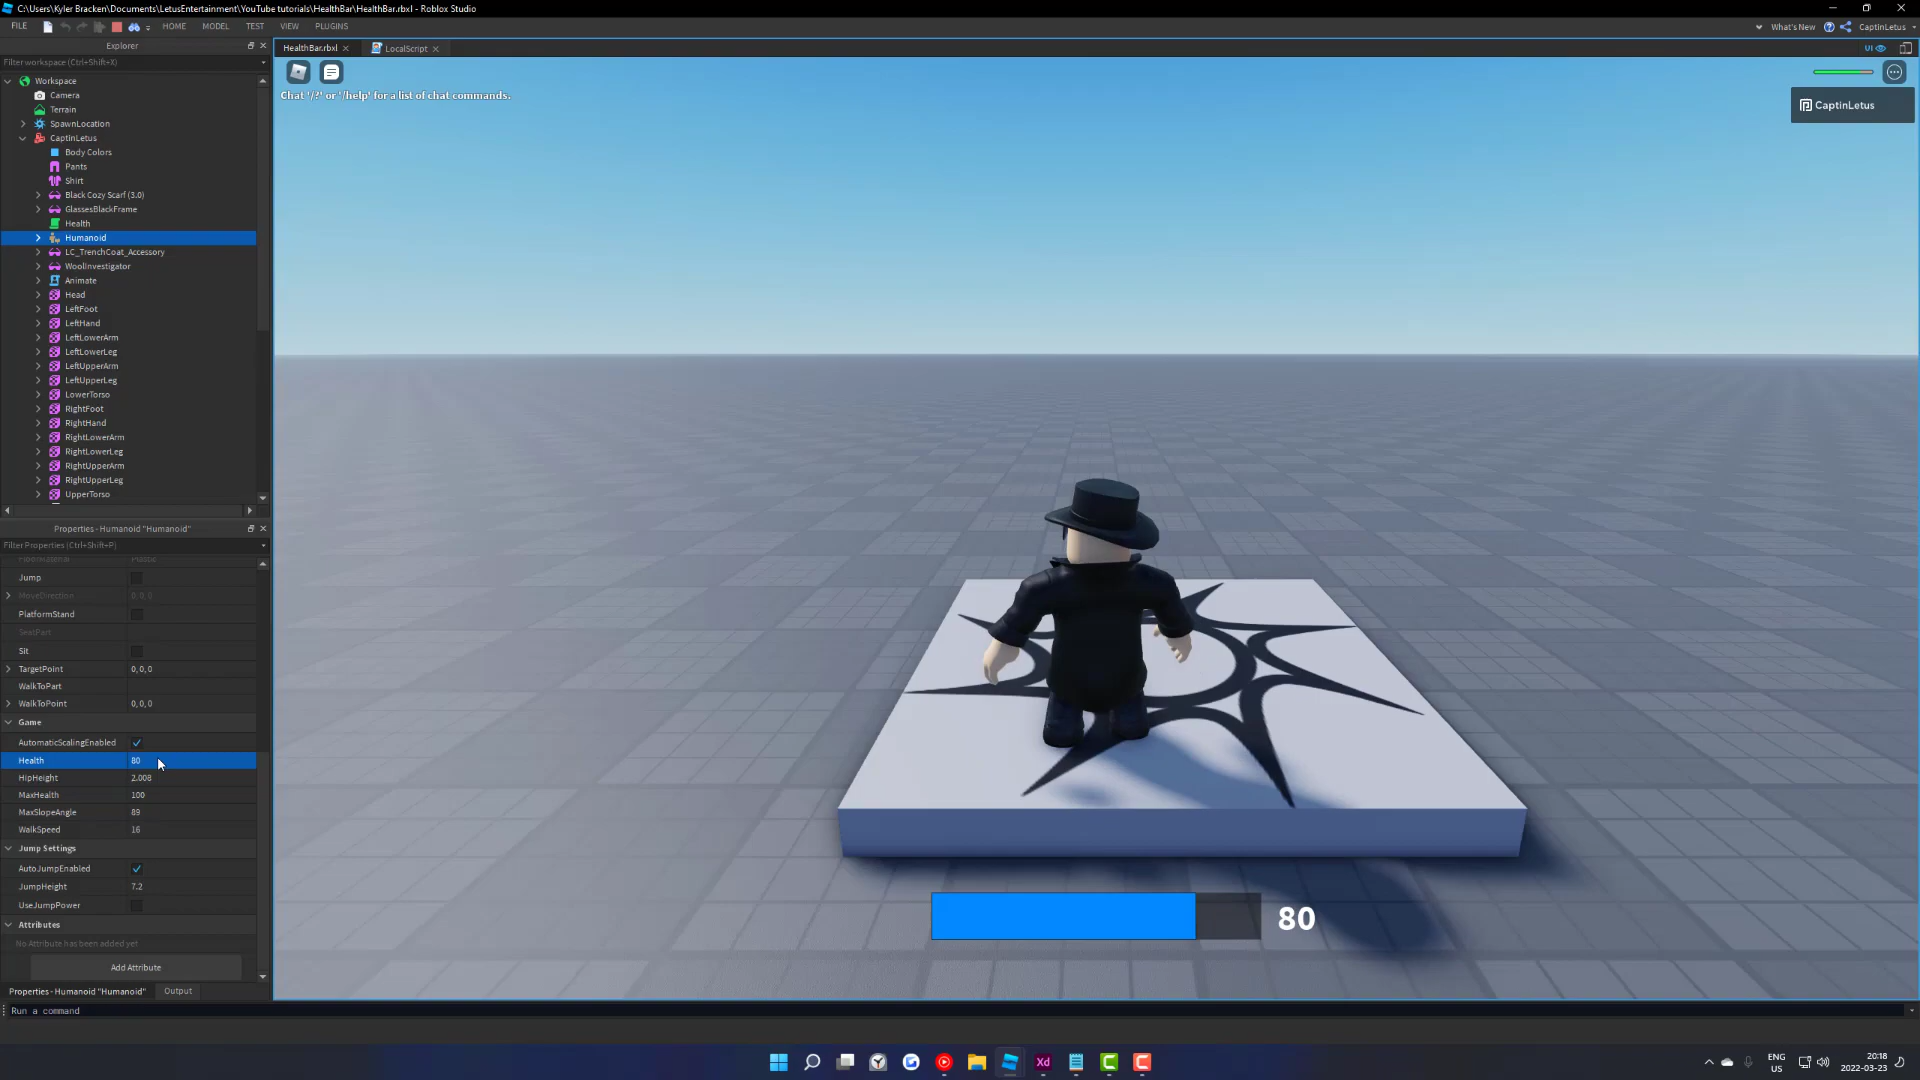 C:\Users\Kyler Bracken\Documents\LetusEntertainment\YouTube tutorials\HealthBar\HealthBar.rbxl - Roblox Studio
FILE HOME MODEL TEST VIEW PLUGINS What's New CaptinLetus
Explorer
HealthBar.rbxl LocalScript UI
Filter workspace (Ctrl+Shift+X)
Workspace
Camera
Terrain
SpawnLocation
CaptinLetus
Body Colors
Pants
Shirt
Black Cozy Scarf (3.0)
GlassesBlackFrame
Health
Humanoid
LC_TrenchCoat_Accessory
WoolInvestigator
Animate
Head
LeftFoot
LeftHand
LeftLowerArm
LeftLowerLeg
LeftUpperArm
LeftUpperLeg
LowerTorso
RightFoot
RightHand
RightLowerArm
RightLowerLeg
RightUpperArm
RightUpperLeg
UpperTorso
Chat '/?' or '/help' for a list of chat commands.
CaptinLetus
80
Properties - Humanoid "Humanoid"
Filter Properties (Ctrl+Shift+P)
Jump
MoveDirection 0, 0, 0
PlatformStand
SeatPart
Sit
TargetPoint 0, 0, 0
WalkToPart
WalkToPoint 0, 0, 0
Game
AutomaticScalingEnabled
Health 80
HipHeight 2.008
MaxHealth 100
MaxSlopeAngle 89
WalkSpeed 16
Jump Settings
AutoJumpEnabled
JumpHeight 7.2
UseJumpPower
Attributes
No Attribute has been added yet
Add Attribute
Properties - Humanoid "Humanoid" Output
Run a command
Xd
ENG
US
20:18
2022-03-23